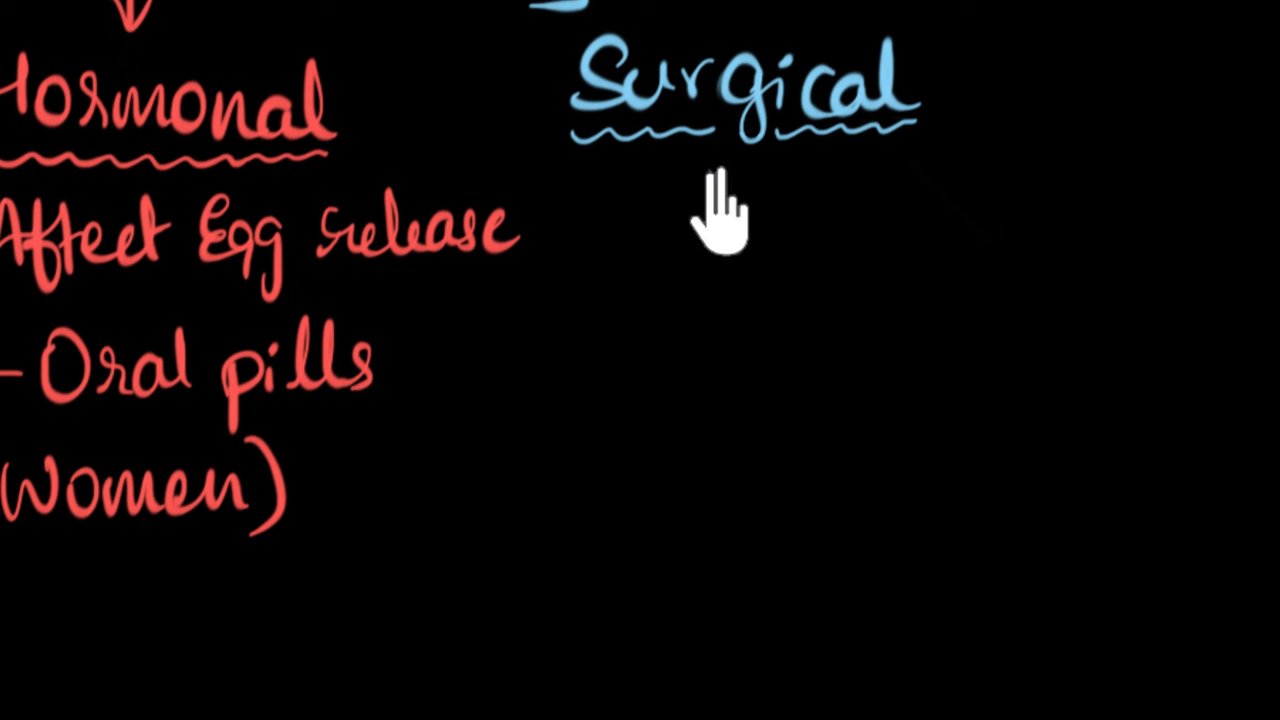 Hormonal
Surgical
Affect Egg release
- Oral pills
(Women)